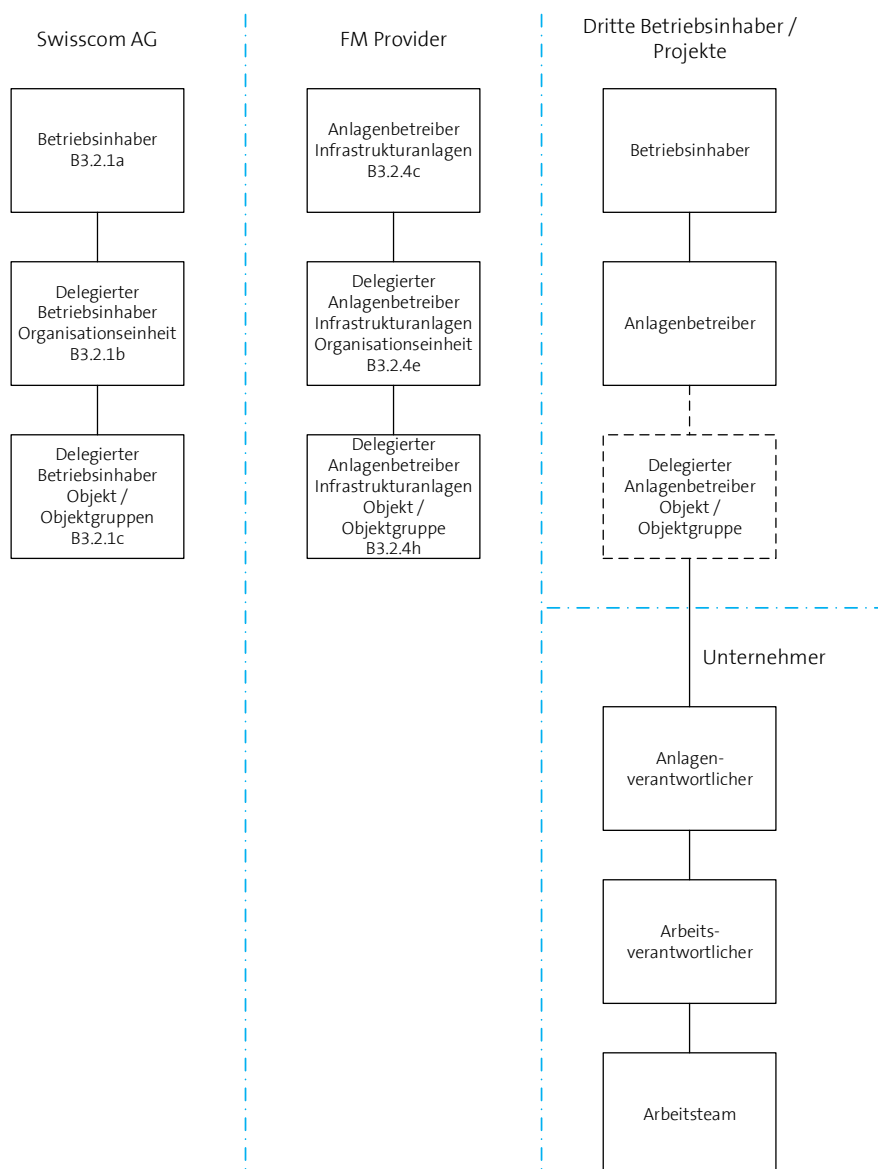 Swisscom AG
Betriebsinhaber
B3.2.1a
Delegierter
Betriebsinhaber
Organisationseinheit
B3.2.1b
Delegierter
Betriebsinhaber
Objekt /
Objektgruppen
B3.2.1c
FM Provider
Anlagenbetreiber
Infrastrukturanlagen
B3.2.4c
Delegierter
Anlagenbetreiber
Infrastrukturanlagen
Organisationseinheit
B3.2.4e
Delegierter
Anlagenbetreiber
Infrastrukturanlagen
Objekt /
Objektgruppe
B3.2.4h
Dritte Betriebsinhaber /
Projekte
Betriebsinhaber
Anlagenbetreiber
Delegierter
Anlagenbetreiber
Objekt /
Objektgruppe
Unternehmer
Anlagen-
verantwortlicher
Arbeits-
verantwortlicher
Arbeitsteam